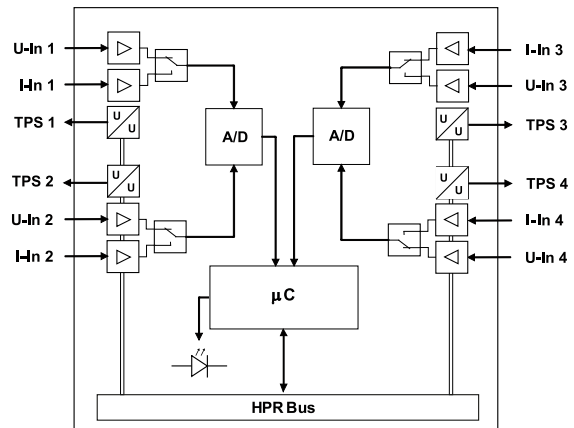 U-In 1
I-In 1
TPS 1
TPS 2
U-In 2
I-In 2
U
U
U
U
A/D
A/D
U
U
U
U
I-In 3
U-In 3
TPS 3
TPS 4
I-In 4
U-In 4
µC
HPR Bus